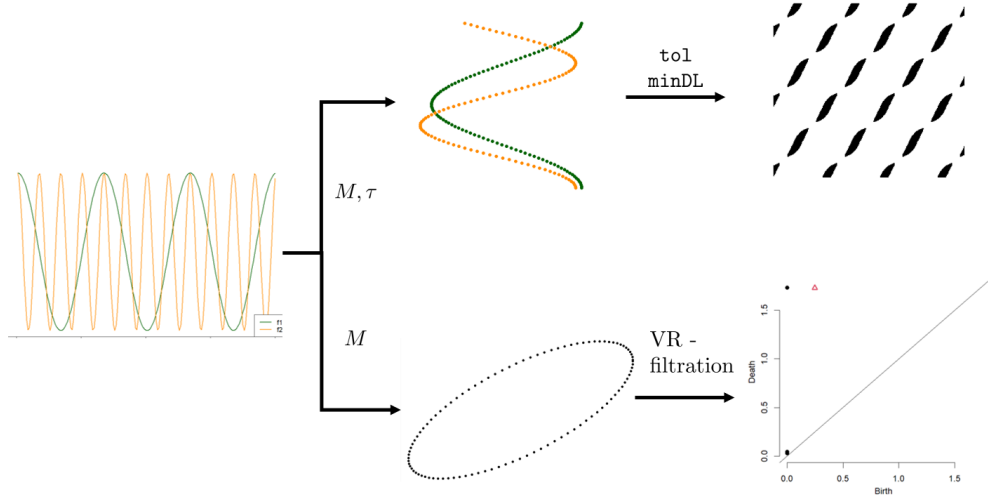 f1
f2
M, τ
M
tol
minDL
VR -
filtration
Death
1.5
1.0
0.5
0.0
0.0 0.5 1.0 1.5
Birth